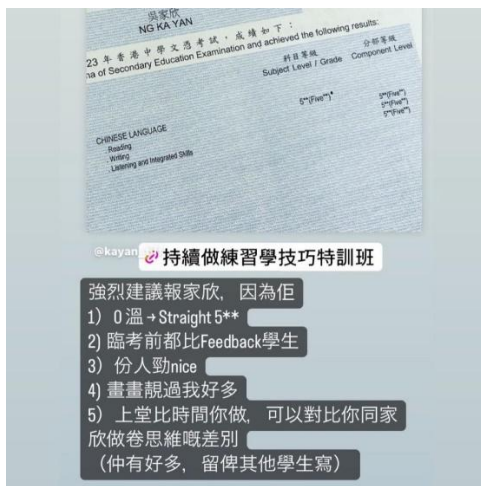 吳家欣
NG KA YAN
23 年香港中學文憑考試，成績如下：
ma of Secondary Education Examination and achieved the following results:
科目等級
Subject Level / Grade
分部等級
Component Level
CHINESE LANGUAGE
5**(Five**)
Reading
5**(Five**)
Writing
5**(Five**)
Listening and Integrated Skills
5**(Five**)
@kayan
持續做練習學技巧特訓班
強烈建議報家欣，因為佢
1）0 溫→Straight 5**
2) 臨考前都比Feedback學生
3）份人勁nice
4) 畫畫靚過我好多
5）上堂比時間你做，可以對比你同家
欣做卷思維嘅差別
（仲有好多，留俾其他學生寫）